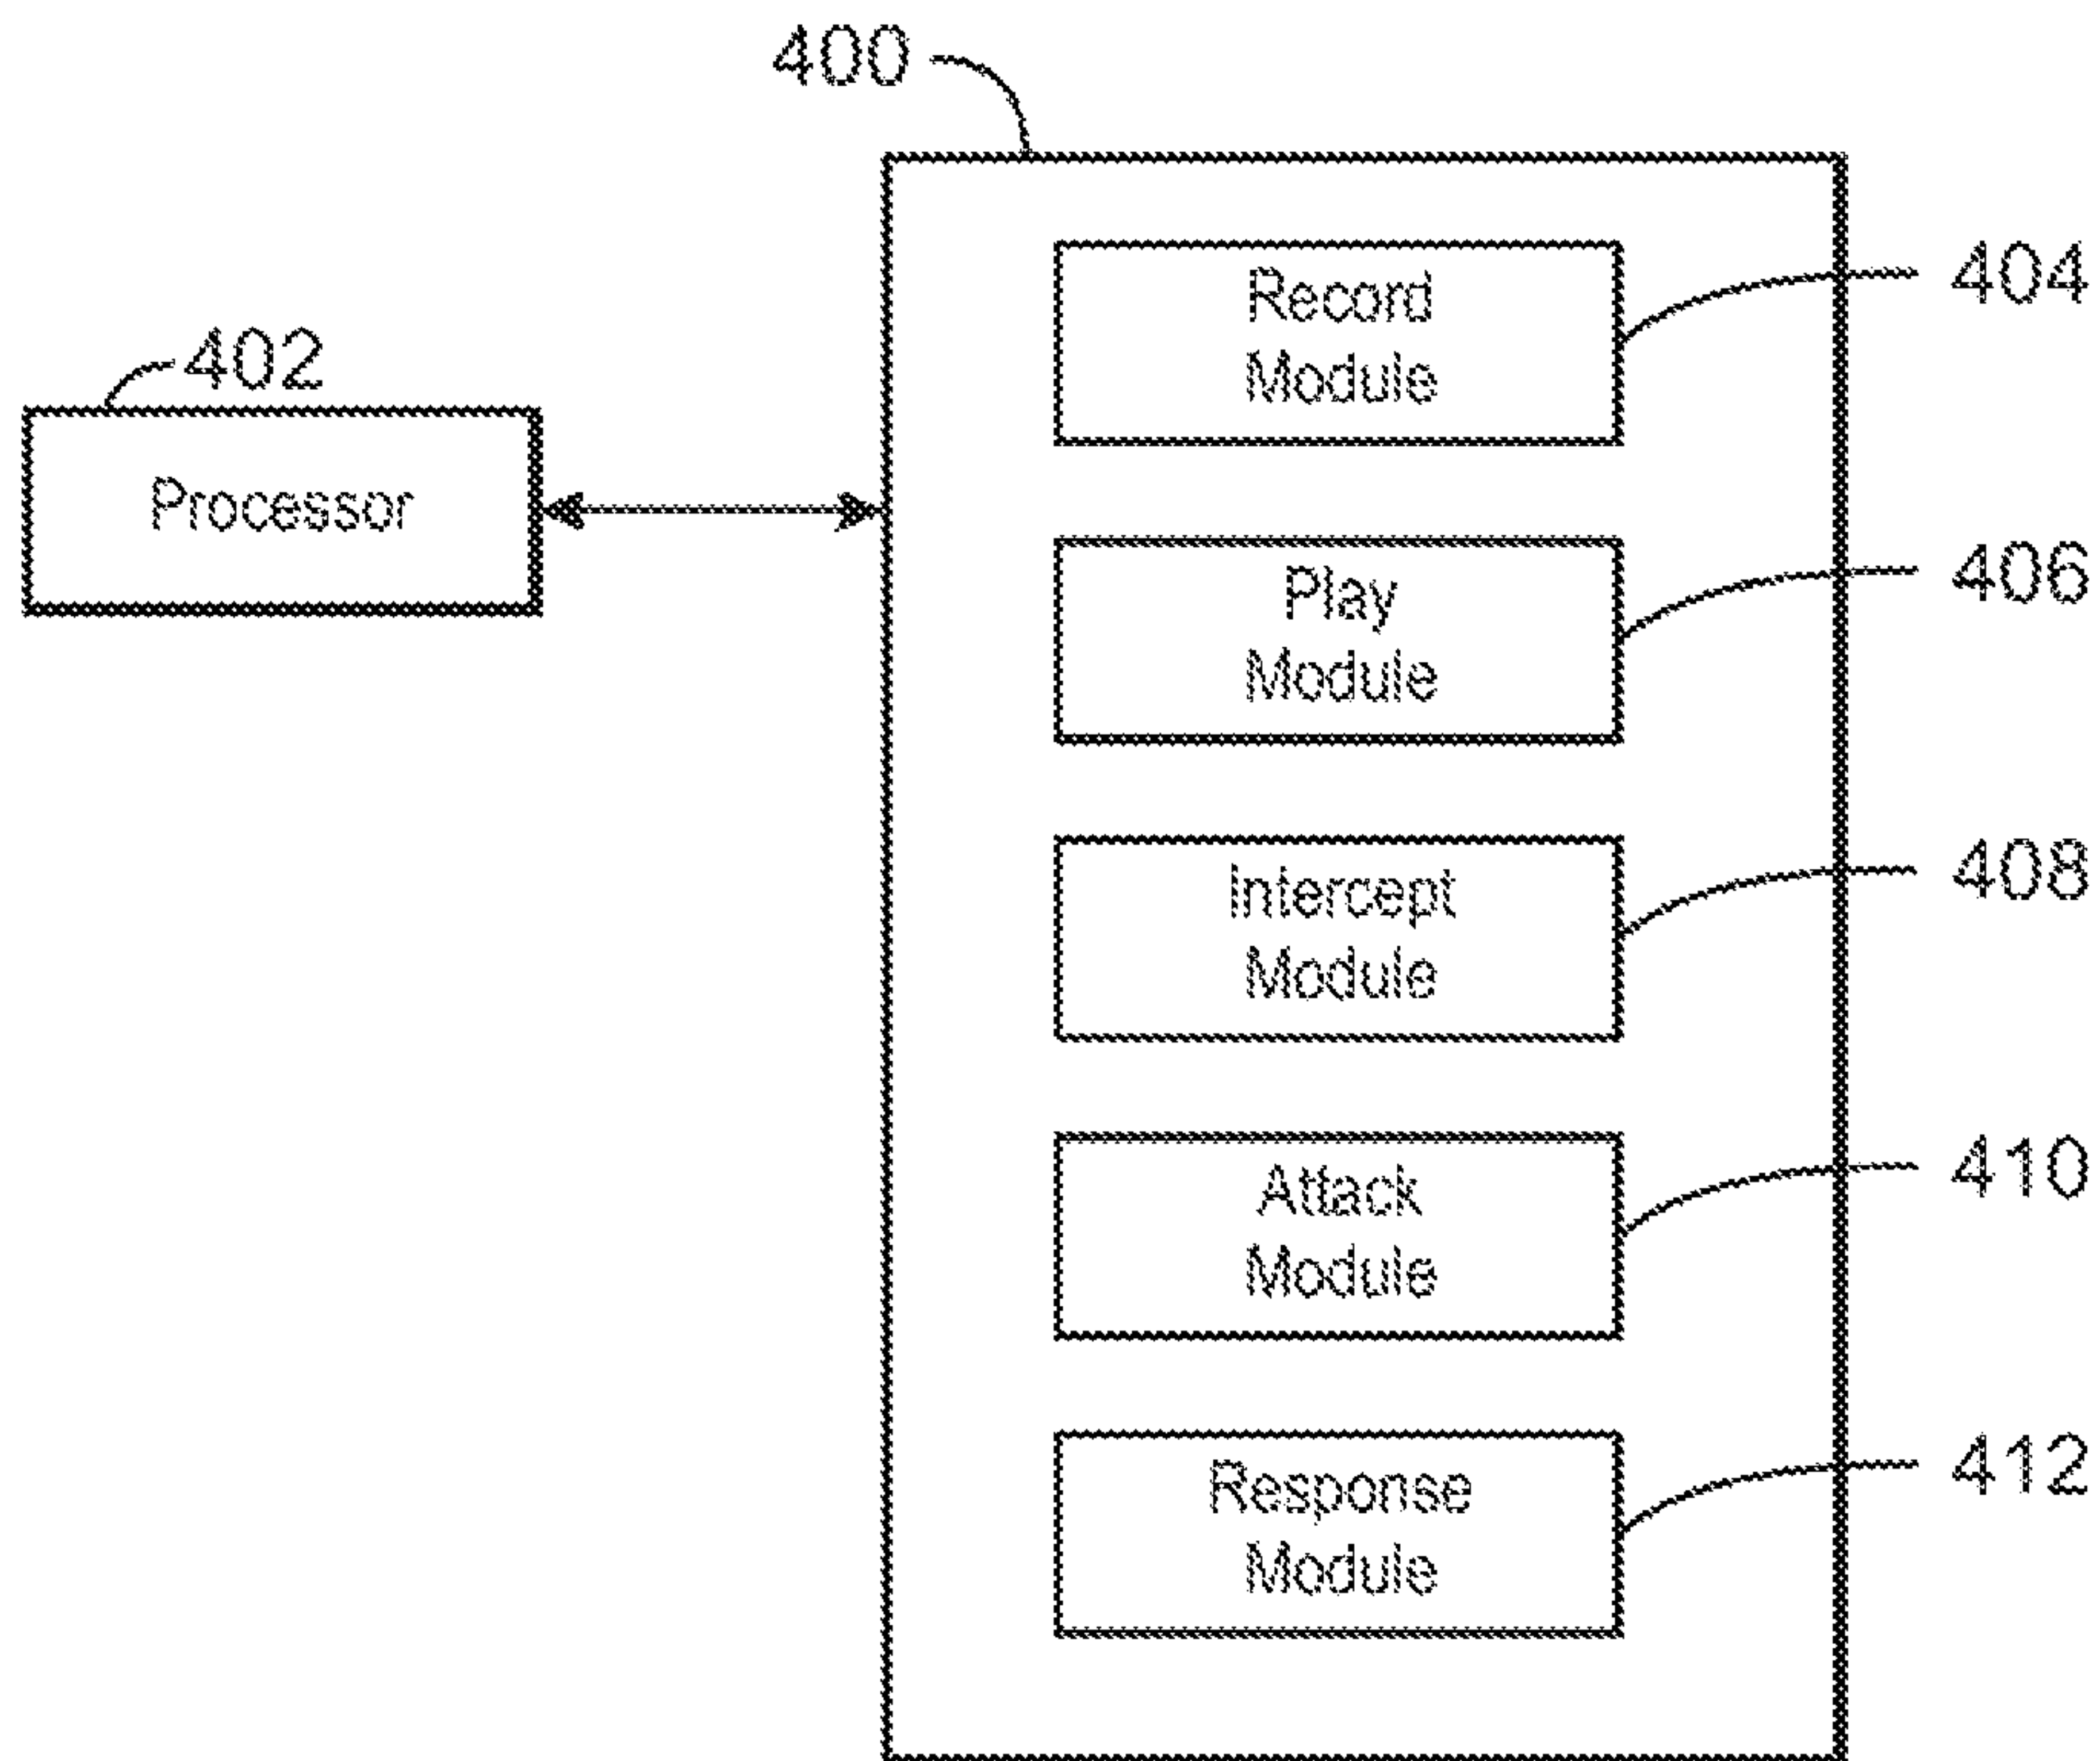 400
402
Processor
Record
Module
404
Play
Module
406
Intercept
Module
408
Attack
Module
410
Response
Module
412